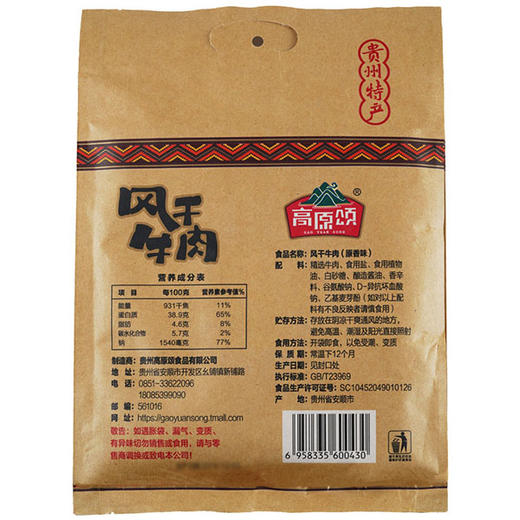 贵州特产
风干
牛肉
高原颂
®
GAO YUAN SONG
营养成分表
项目 每100克 营养素参考值%
能量 931千焦 11%
蛋白质 38.9克 65%
脂肪 4.6克 8%
碳水化合物 5.7克 2%
钠 1540毫克 77%
制造商：贵州高原颂食品有限公司
地址：贵州省安顺市开发区幺铺镇新铺路
电话：0851-33622096
18085399090
邮编：561016
网址：https://gaoyuansong.tmall.com
敬告：如遇胀袋、漏气、变质、
有异味切勿销售或食用，请与零
售商调换或致电本公司！
食品名称：风干牛肉（原香味）
配料：精选牛肉、食用盐、食用植物
油、白砂糖、酿造酱油、香辛
料、谷氨酸钠、D-异抗坏血酸
钠、乙基麦芽酚（如对以上配
料有不良反映者请慎食用）
贮存方法：存放在阴凉干爽通风的地方，
避免高温、潮湿及阳光直接照射
食用方法：开袋即食，以免受潮、变质
保质期：常温下12个月
生产日期：见封口处
执行标准：GB/T23969
食品生产许可证号：SC10452049010126
产地：贵州省安顺市
6 958335 600430